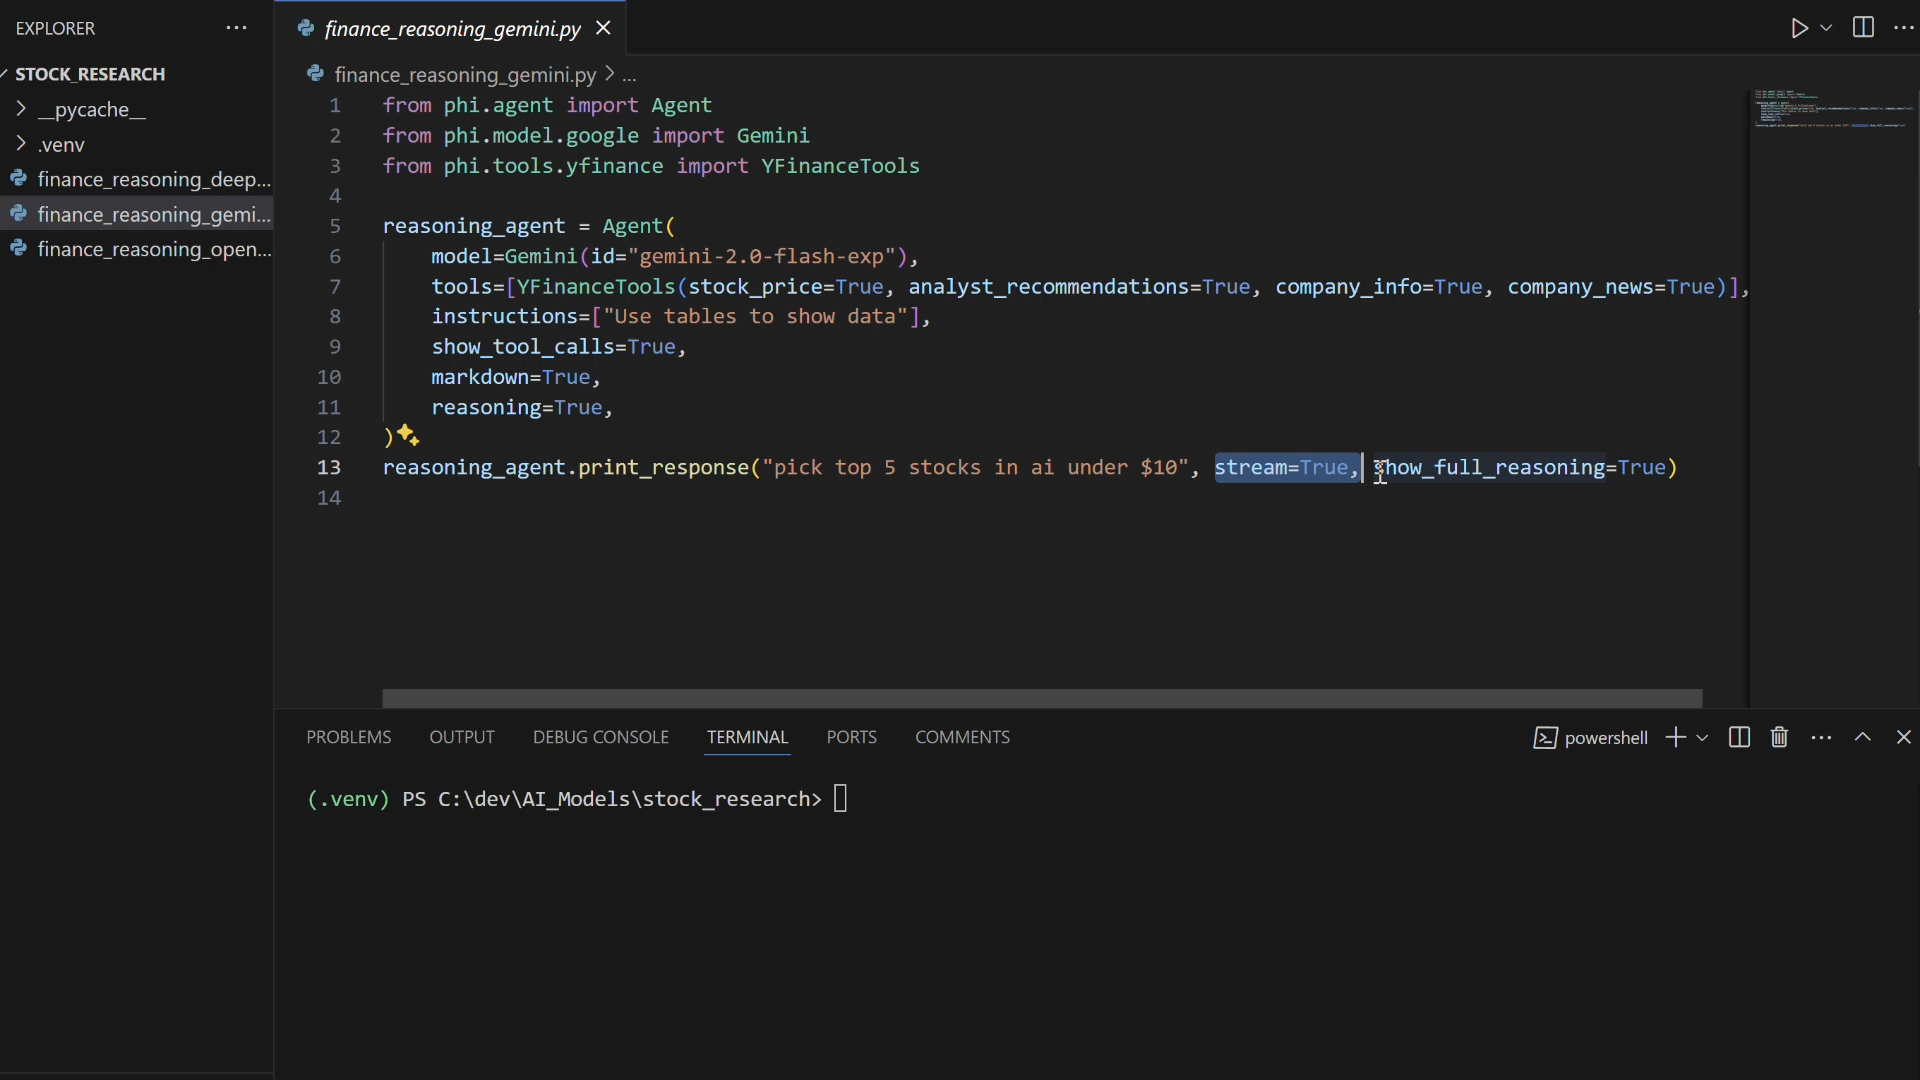 EXPLORER
STOCK_RESEARCH
__pycache__
.venv
finance_reasoning_deep...
finance_reasoning_gemi...
finance_reasoning_open...
finance_reasoning_gemini.py
finance_reasoning_gemini.py > ...
1 from phi.agent import Agent
2 from phi.model.google import Gemini
3 from phi.tools.yfinance import YFinanceTools
4
5 reasoning_agent = Agent(
6 model=Gemini(id="gemini-2.0-flash-exp"),
7 tools=[YFinanceTools(stock_price=True, analyst_recommendations=True, company_info=True, company_news=True)],
8 instructions=["Use tables to show data"],
9 show_tool_calls=True,
10 markdown=True,
11 reasoning=True,
12 )
13 reasoning_agent.print_response("pick top 5 stocks in ai under $10", stream=True, show_full_reasoning=True)
14
PROBLEMS OUTPUT DEBUG CONSOLE TERMINAL PORTS COMMENTS
powershell
(.venv) PS C:\dev\AI_Models\stock_research>